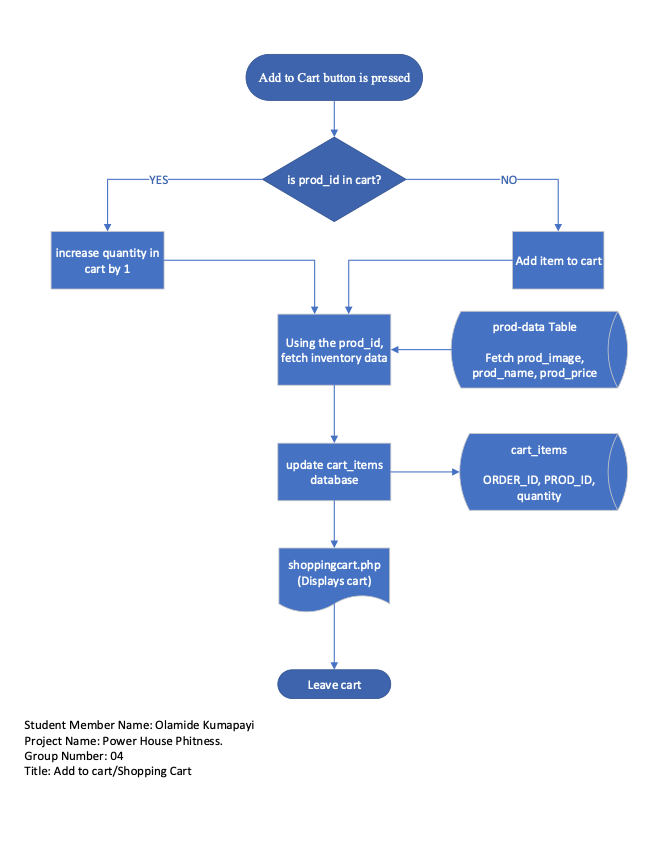 Add to Cart button is pressed
is prod_id in cart?
YES
NO
increase quantity in
cart by 1
Add item to cart
Using the prod_id,
fetch inventory data
prod-data Table
Fetch prod_image,
prod_name, prod_price
update cart_items
database
cart_items
ORDER_ID, PROD_ID,
quantity
shoppingcart.php
(Displays cart)
Leave cart
Student Member Name: Olamide Kumapayi
Project Name: Power House Phitness.
Group Number: 04
Title: Add to cart/Shopping Cart